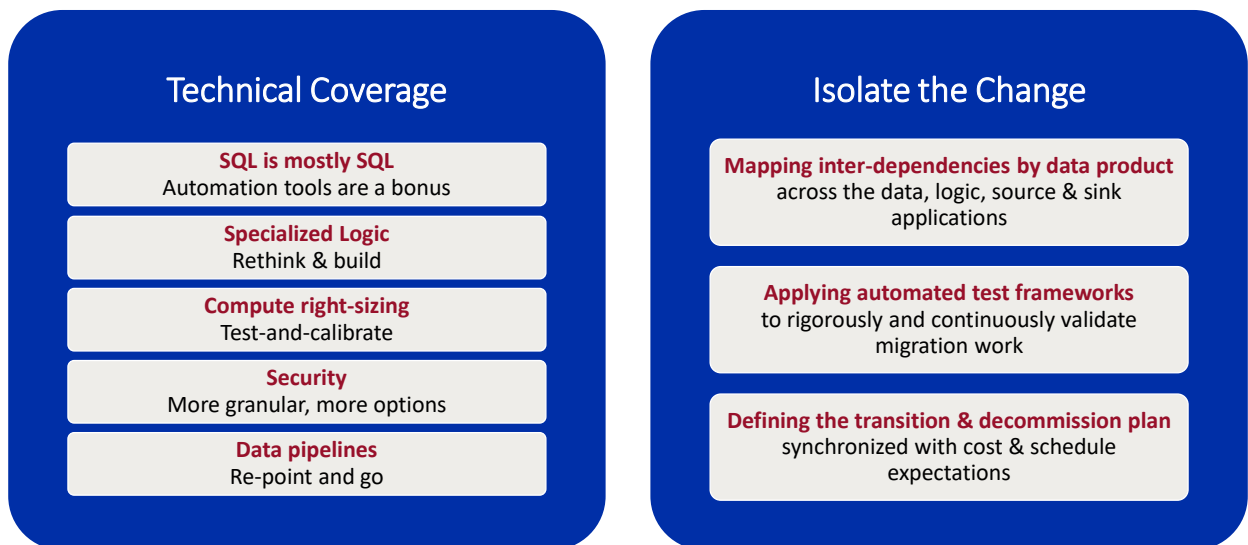 Technical Coverage
SQL is mostly SQL
Automation tools are a bonus
Specialized Logic
Rethink & build
Compute right-sizing
Test-and-calibrate
Security
More granular, more options
Data pipelines
Re-point and go
Isolate the Change
Mapping inter-dependencies by data product
across the data, logic, source & sink
applications
Applying automated test frameworks
to rigorously and continuously validate
migration work
Defining the transition & decommission plan
synchronized with cost & schedule
expectations